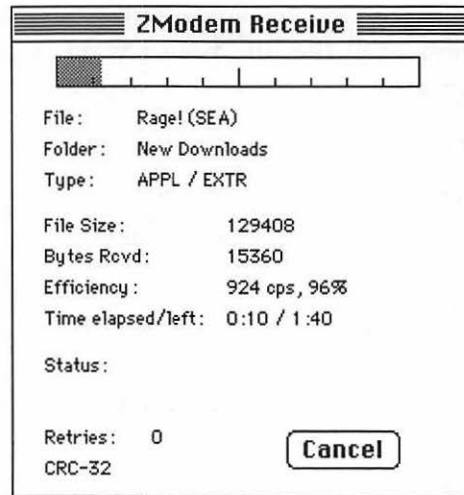 ZModem Receive
File: Rage! (SEA)
Folder: New Downloads
Type: APPL / EXTR
File Size: 129408
Bytes Rcvd: 15360
Efficiency: 924 cps, 96%
Time elapsed/left: 0:10 / 1:40
Status:
Retries: 0
Cancel
CRC-32